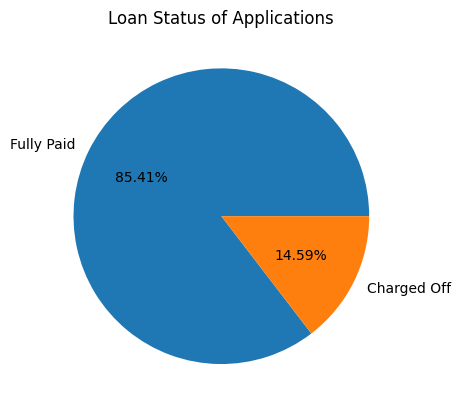 Loan Status of Applications
Fully Paid
85.41%
14.59%
Charged Off